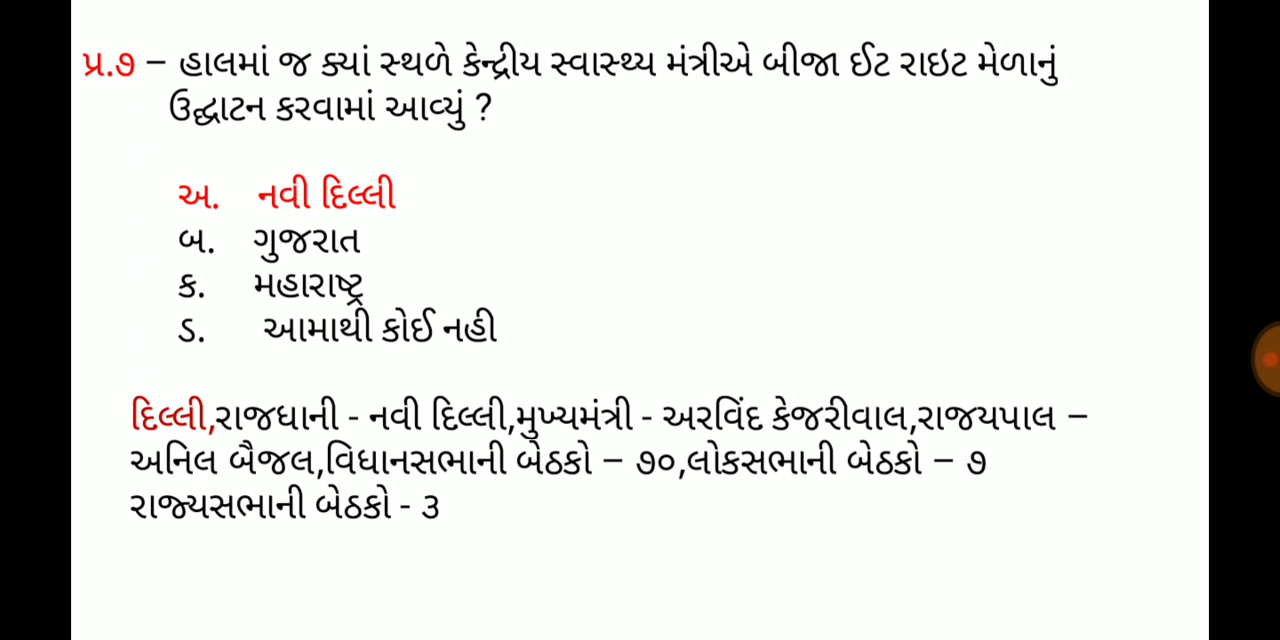 પ્ર.૭ – હાલમાં જ ક્યાં સ્થળે કેન્દ્રીય સ્વાસ્થ્ય મંત્રીએ બીજા ઈટ રાઇટ મેળાનું
ઉદ્ઘાટન કરવામાં આવ્યું ?
અ. નવી દિલ્લી
બ. ગુજરાત
ક. મહારાષ્ટ્ર
ડ. આમાથી કોઈ નહી
દિલ્લી,રાજધાની - નવી દિલ્લી,મુખ્યમંત્રી - અરવિંદ કેજરીવાલ,રાજયપાલ –
અનિલ બૈજલ,વિધાનસભાની બેઠકો – ૭૦,લોકસભાની બેઠકો – ૭
રાજ્યસભાની બેઠકો - ૩